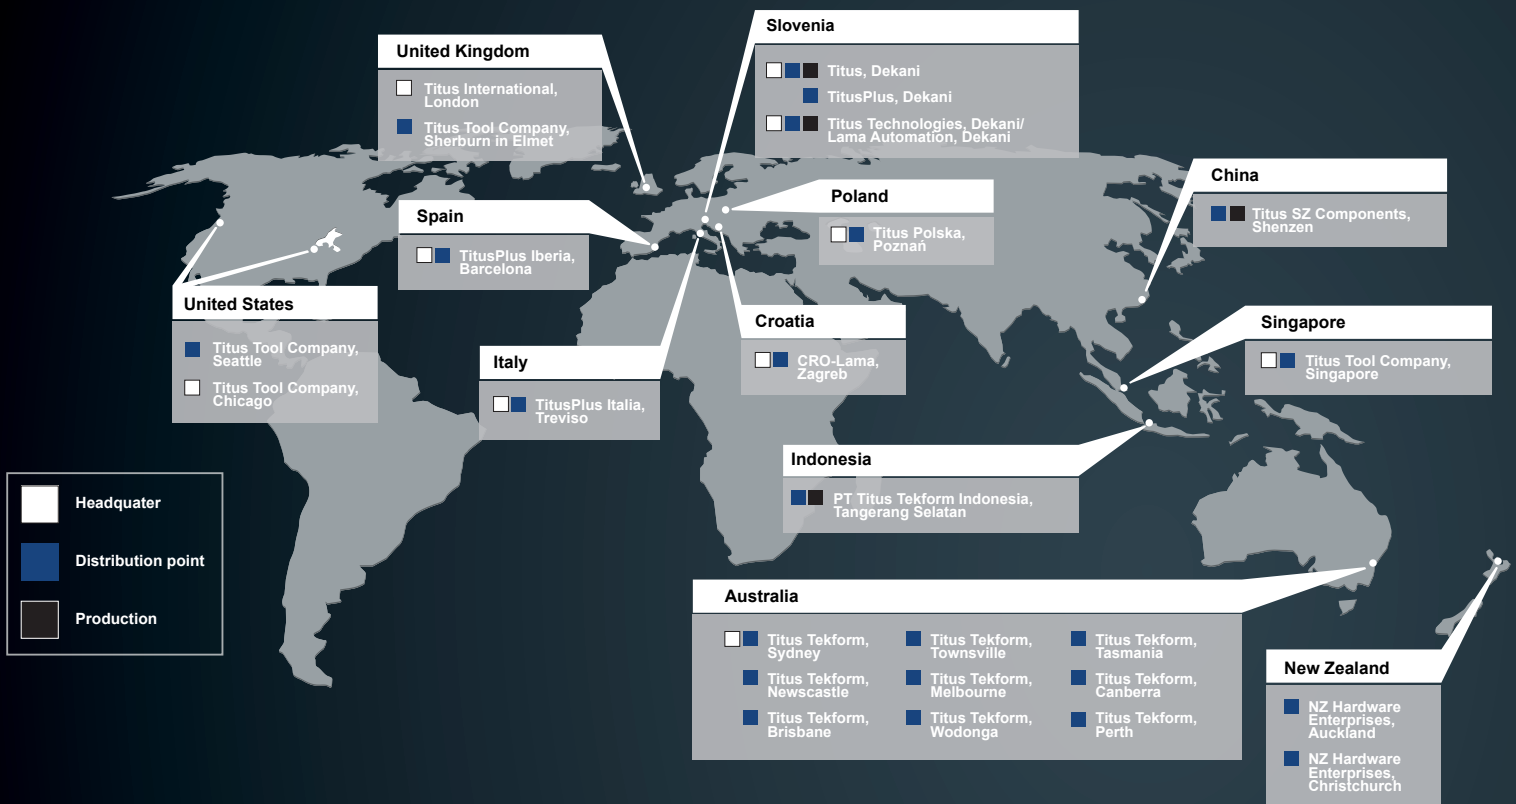 Slovenia
Titus, Dekani
TitusPlus, Dekani
Titus Technologies, Dekani/
Lama Automation, Dekani
United Kingdom
Titus International,
London
Titus Tool Company,
Sherburn in Elmet
China
Titus SZ Components,
Shenzen
Poland
Titus Polska,
Poznań
Spain
TitusPlus Iberia,
Barcelona
United States
Titus Tool Company,
Seattle
Titus Tool Company,
Chicago
Croatia
CRO-Lama,
Zagreb
Singapore
Titus Tool Company,
Singapore
Italy
TitusPlus Italia,
Treviso
Indonesia
PT Titus Tekform Indonesia,
Tangerang Selatan
Headquater
Distribution point
Production
Australia
Titus Tekform,
Sydney
Titus Tekform,
Newscastle
Titus Tekform,
Brisbane
Titus Tekform,
Townsville
Titus Tekform,
Melbourne
Titus Tekform,
Wodonga
Titus Tekform,
Tasmania
Titus Tekform,
Canberra
Titus Tekform,
Perth
New Zealand
NZ Hardware
Enterprises,
Auckland
NZ Hardware
Enterprises,
Christchurch